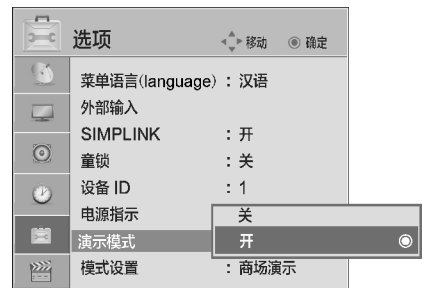 选项 移动 确定
菜单语言(language) : 汉语
外部输入
SIMPLINK : 开
童锁 : 关
设备 ID : 1
电源指示 关
演示模式 开
模式设置 : 商场演示